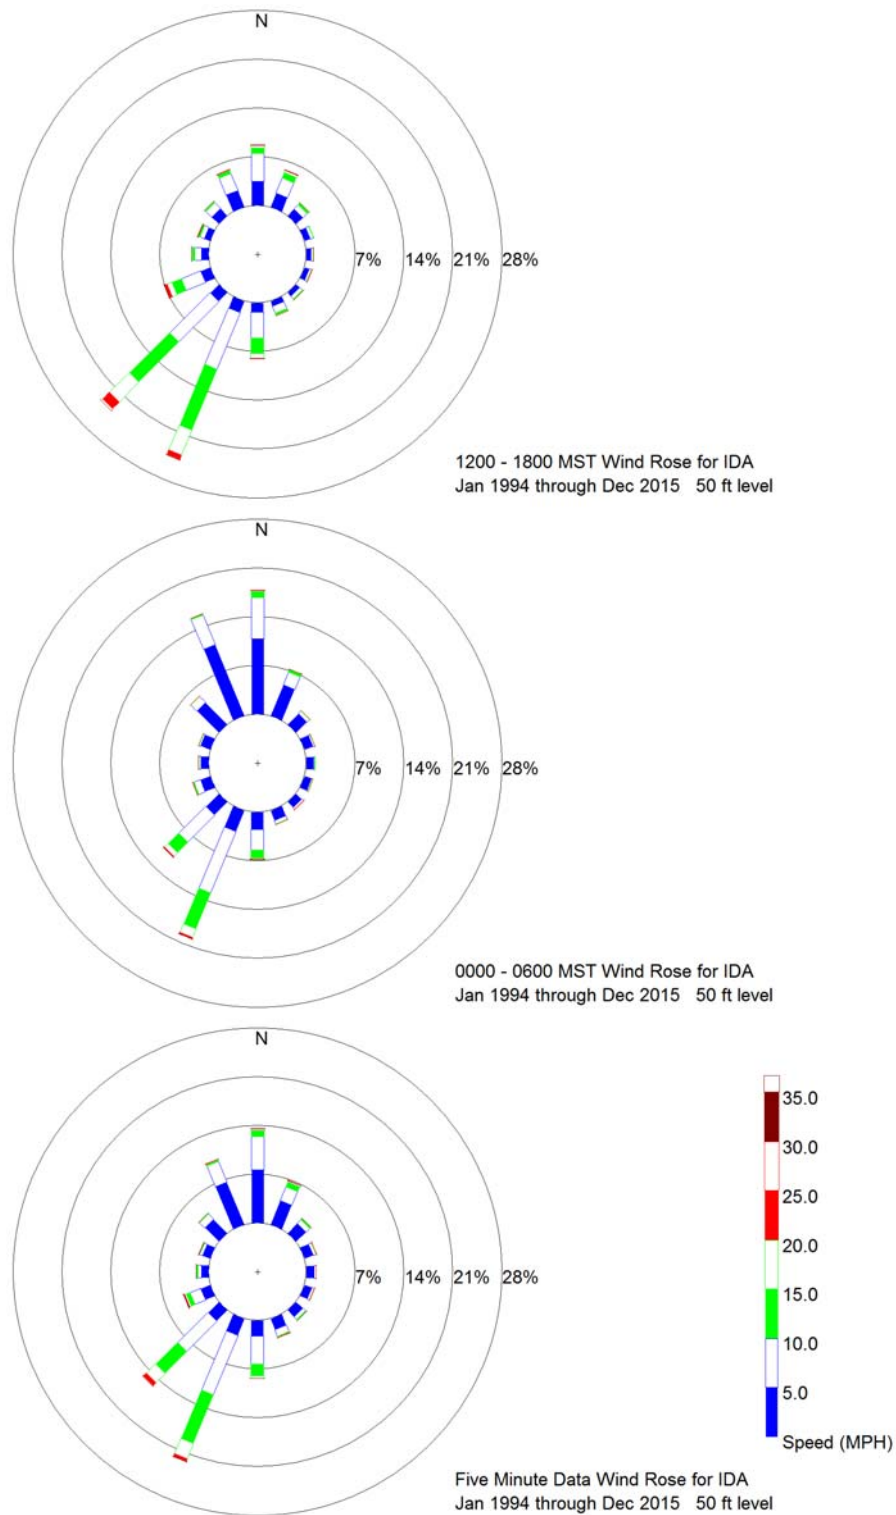 N
7% 14% 21% 28%
1200 - 1800 MST Wind Rose for IDA
Jan 1994 through Dec 2015 50 ft level
N
7% 14% 21% 28%
0000 - 0600 MST Wind Rose for IDA
Jan 1994 through Dec 2015 50 ft level
N
7% 14% 21% 28%
35.0
30.0
25.0
20.0
15.0
10.0
5.0
Speed (MPH)
Five Minute Data Wind Rose for IDA
Jan 1994 through Dec 2015 50 ft level